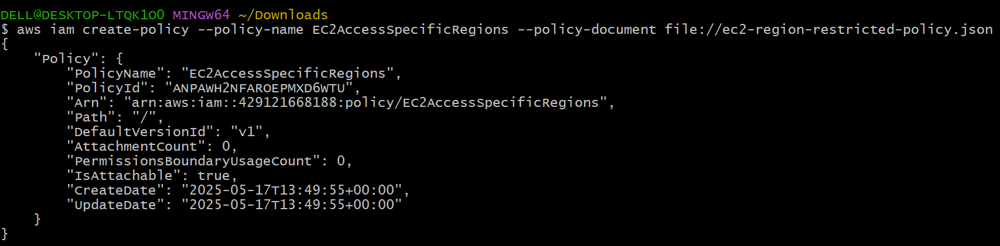 DELL@DESKTOP-LTQK1O0 MINGW64 ~/Downloads
$ aws iam create-policy --policy-name EC2AccessSpecificRegions --policy-document file://ec2-region-restricted-policy.json
{
    "Policy": {
        "PolicyName": "EC2AccessSpecificRegions",
        "PolicyId": "ANPAWH2NFAROEPMXD6WTU",
        "Arn": "arn:aws:iam::429121668188:policy/EC2AccessSpecificRegions",
        "Path": "/",
        "DefaultVersionId": "v1",
        "AttachmentCount": 0,
        "PermissionsBoundaryUsageCount": 0,
        "IsAttachable": true,
        "CreateDate": "2025-05-17T13:49:55+00:00",
        "UpdateDate": "2025-05-17T13:49:55+00:00"
    }
}